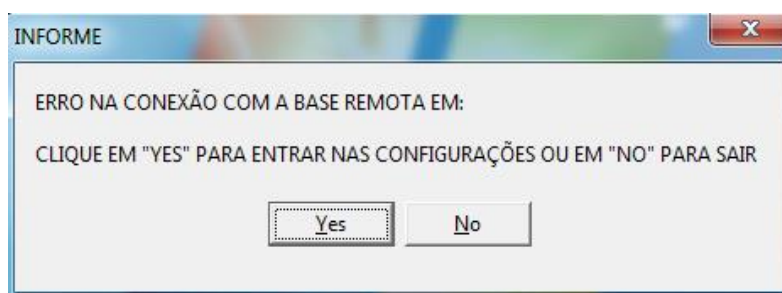 INFORME
ERRO NA CONEXÃO COM A BASE REMOTA EM:
CLIQUE EM "YES" PARA ENTRAR NAS CONFIGURAÇÕES OU EM "NO" PARA SAIR
Yes No